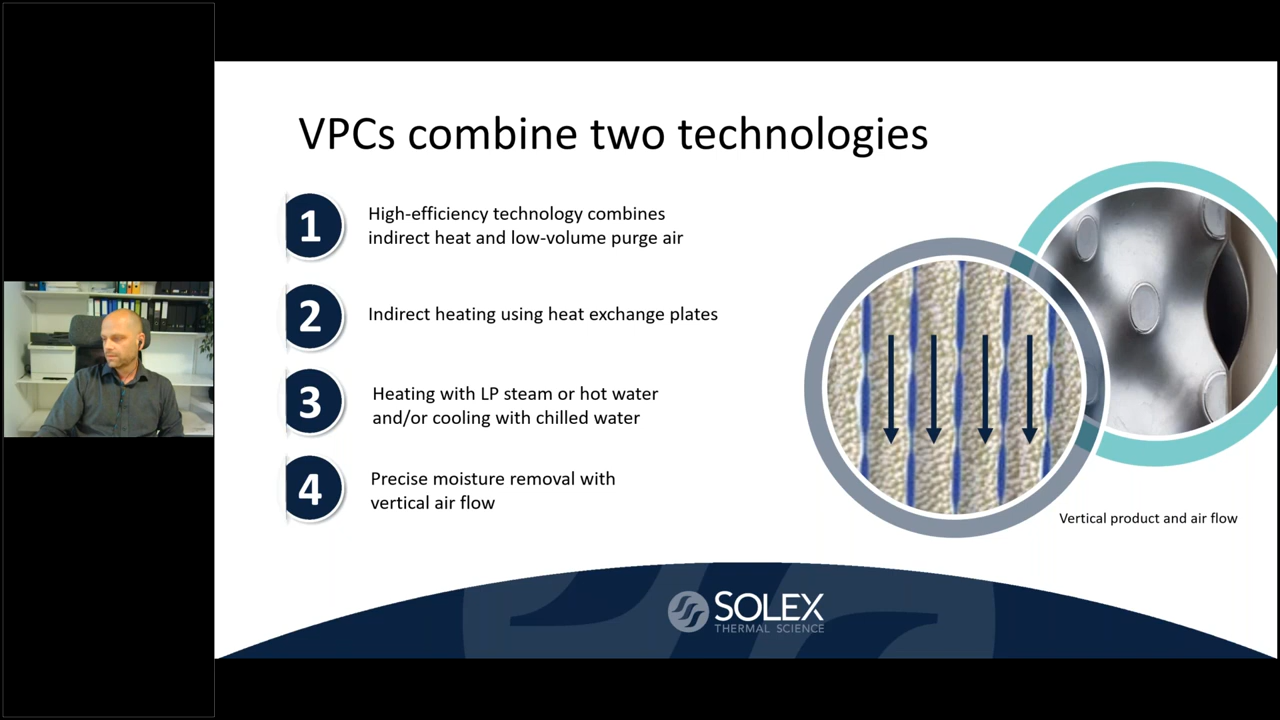 VPCs combine two technologies
1
High-efficiency technology combines
indirect heat and low-volume purge air
2
Indirect heating using heat exchange plates
3
Heating with LP steam or hot water
and/or cooling with chilled water
4
Precise moisture removal with
vertical air flow
Vertical product and air flow
SOLEX
THERMAL SCIENCE